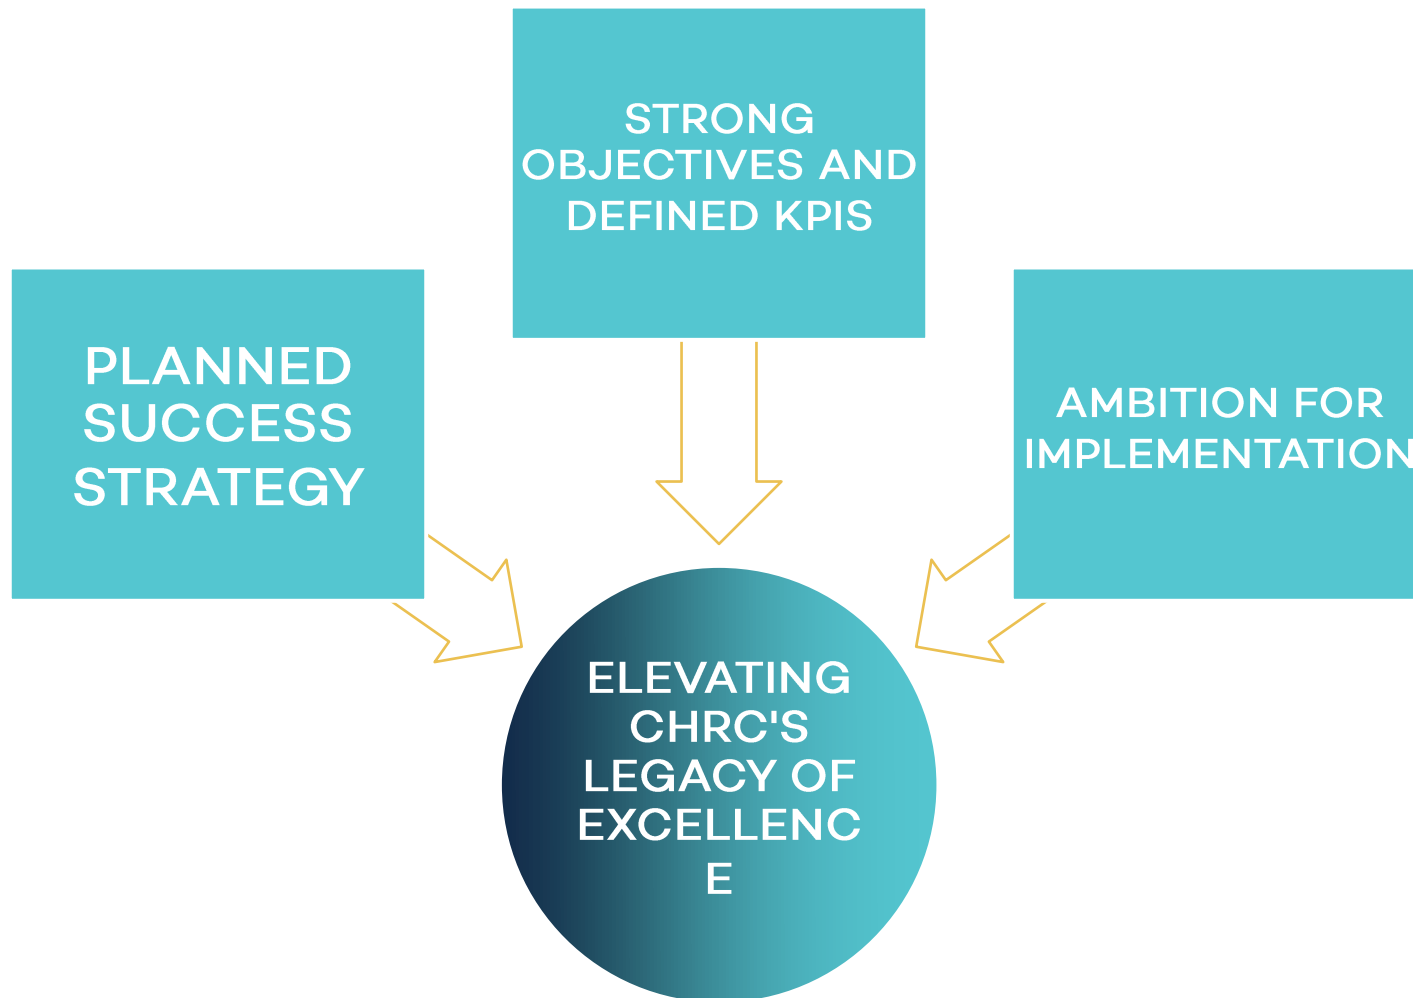 STRONG
OBJECTIVES AND
DEFINED KPIS
PLANNED
SUCCESS
STRATEGY
AMBITION FOR
IMPLEMENTATION
ELEVATING
CHRC'S
LEGACY OF
EXCELLENC
E